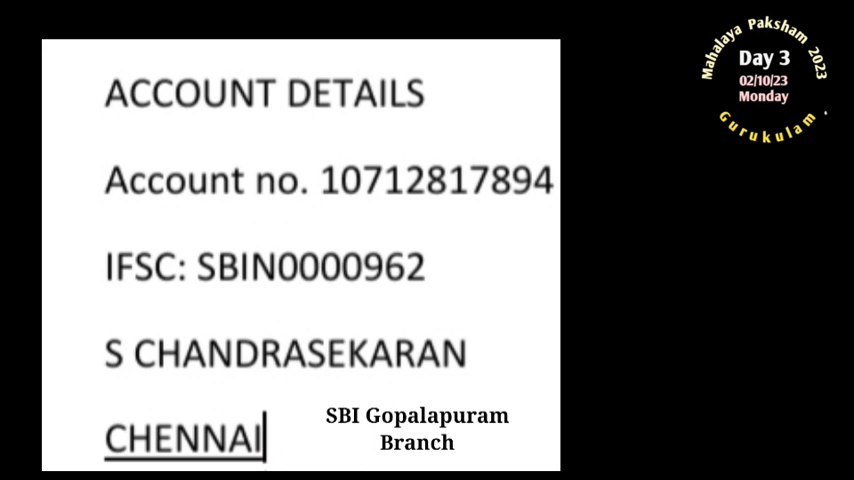 ACCOUNT DETAILS
Account no. 10712817894
IFSC: SBIN0000962
S CHANDRASEKARAN
CHENNAI
SBI Gopalapuram
Branch
Mahalaya Paksham 2023
Day 3
02/10/23
Monday
Gurukulam